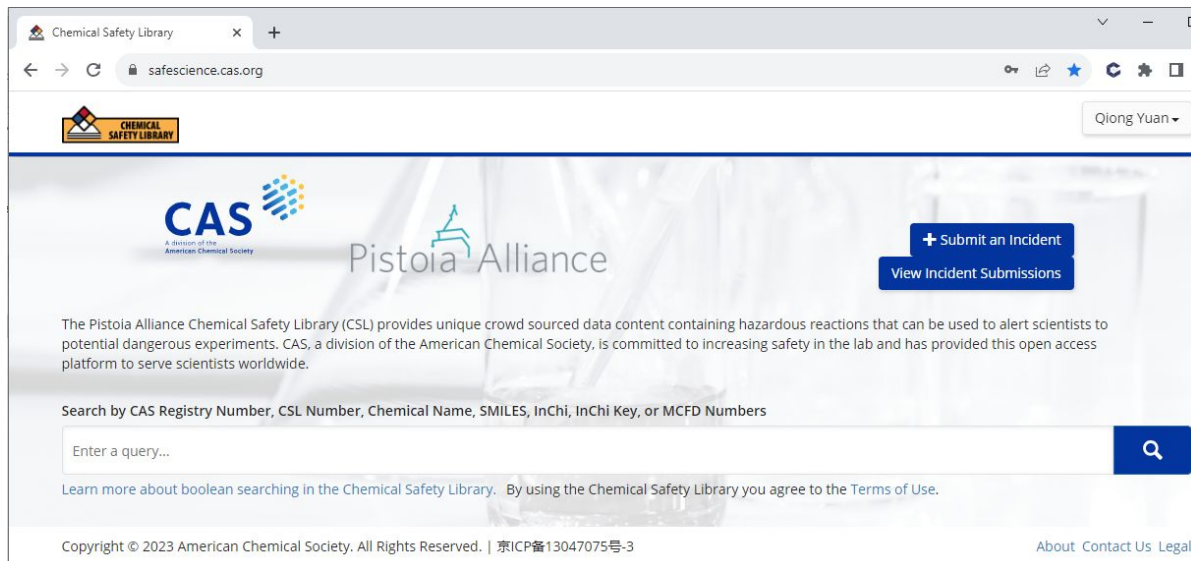 Chemical Safety Library
safescience.cas.org
CHEMICAL
SAFETY LIBRARY
Qiong Yuan
CAS
A division of the
American Chemical Society
Pistoia Alliance
Submit an Incident
View Incident Submissions
The Pistoia Alliance Chemical Safety Library (CSL) provides unique crowd sourced data content containing hazardous reactions that can be used to alert scientists to
potential dangerous experiments. CAS, a division of the American Chemical Society, is committed to increasing safety in the lab and has provided this open access
platform to serve scientists worldwide.
Search by CAS Registry Number, CSL Number, Chemical Name, SMILES, InChi, InChi Key, or MCFD Numbers
Enter a query...
Learn more about boolean searching in the Chemical Safety Library. By using the Chemical Safety Library you agree to the Terms of Use.
Copyright © 2023 American Chemical Society. All Rights Reserved. | 京ICP备13047075号-3
About Contact Us Legal